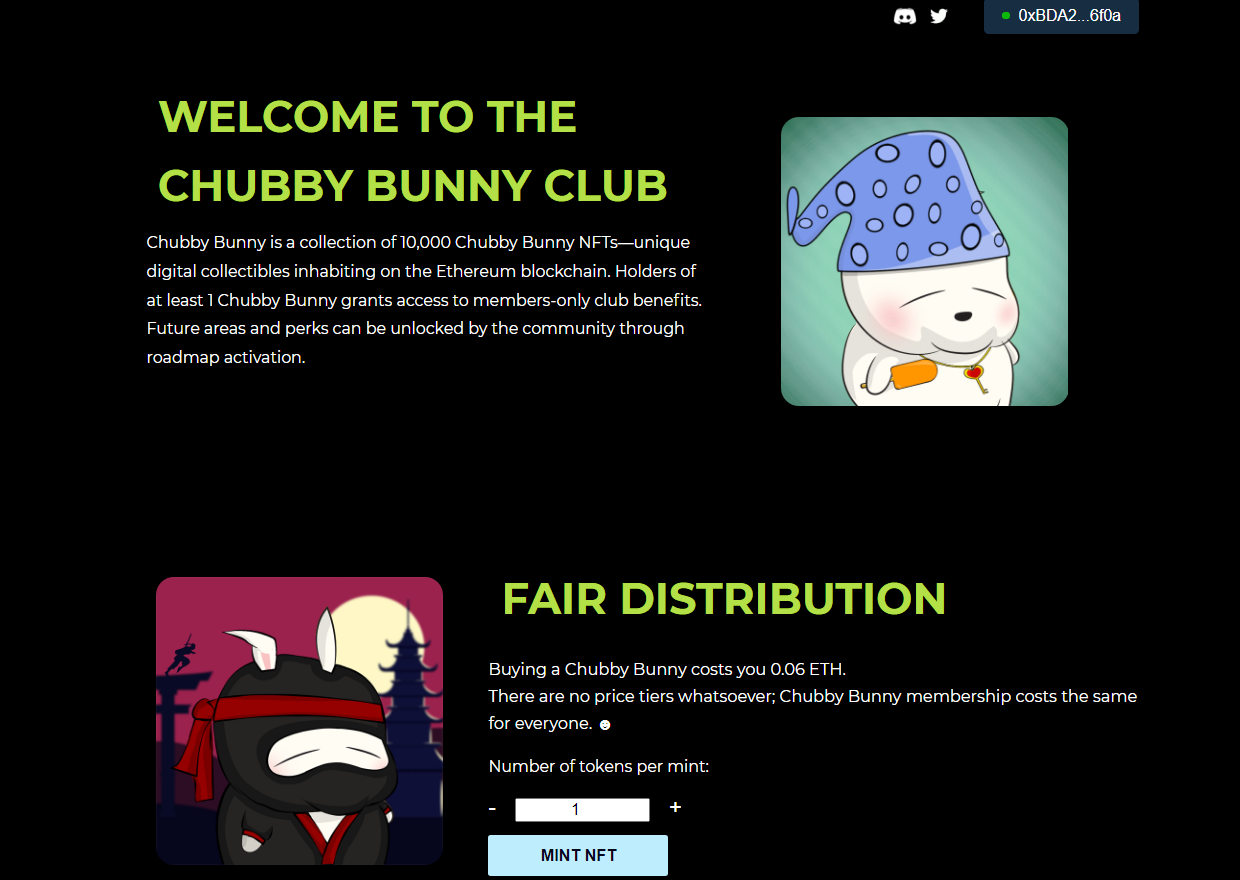 0xBDA2...6f0a
WELCOME TO THE
CHUBBY BUNNY CLUB
Chubby Bunny is a collection of 10,000 Chubby Bunny NFTs—unique
digital collectibles inhabiting on the Ethereum blockchain. Holders of
at least 1 Chubby Bunny grants access to members-only club benefits.
Future areas and perks can be unlocked by the community through
roadmap activation.
FAIR DISTRIBUTION
Buying a Chubby Bunny costs you 0.06 ETH.
There are no price tiers whatsoever; Chubby Bunny membership costs the same
for everyone. ☻
Number of tokens per mint:
- 1 +
MINT NFT